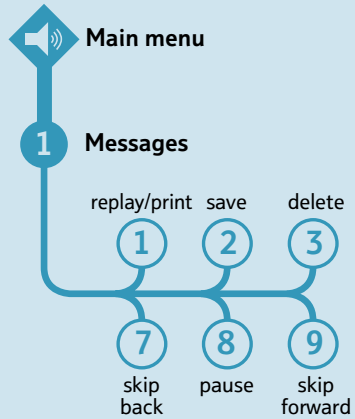 Main menu
1 Messages
replay/print save delete
1 2 3
7 8 9
skip back pause skip forward